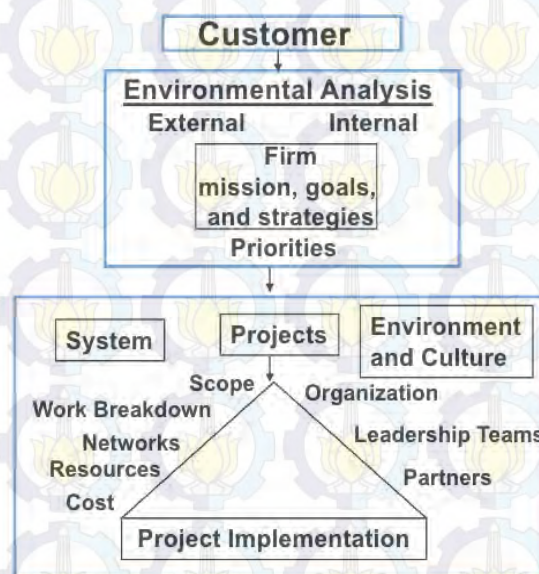 Customer
Environmental Analysis
External Internal
Firm
mission, goals,
and strategies
Priorities
System
Projects
Environment
and Culture
Scope
Organization
Work Breakdown
Leadership Teams
Networks
Resources
Partners
Cost
Project Implementation